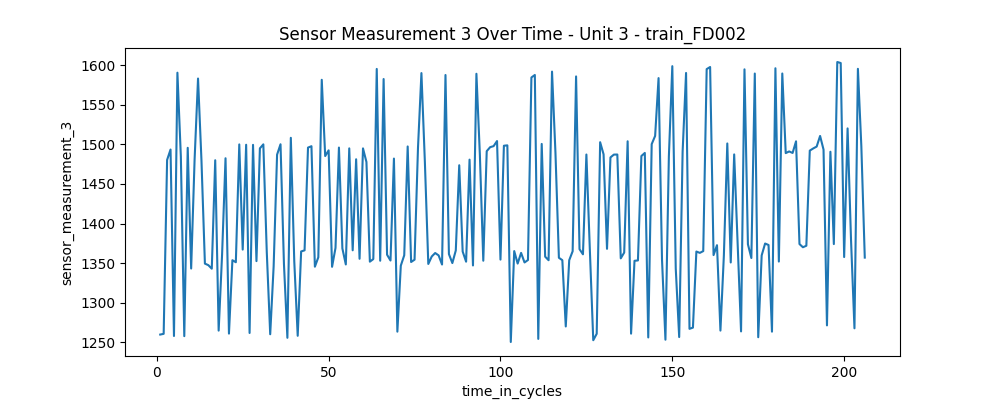 Sensor Measurement 3 Over Time - Unit 3 - train_FD002
sensor_measurement_3
1600
1550
1500
1450
1400
1350
1300
1250
0 50 100 150 200
time_in_cycles